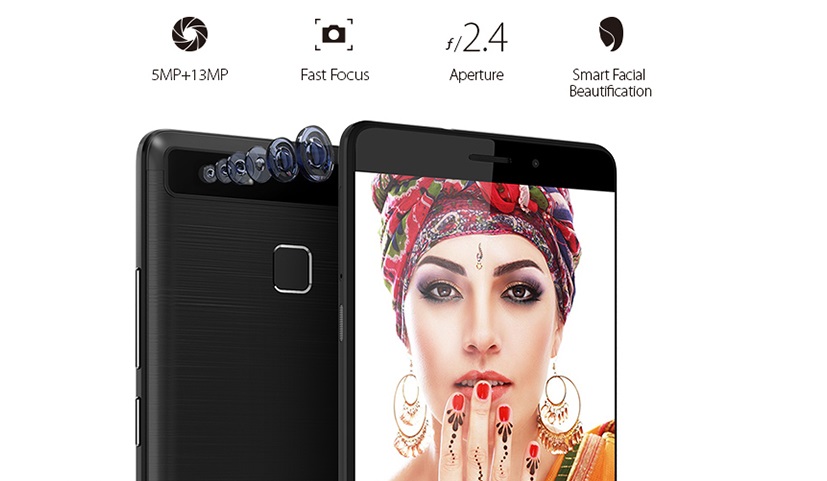 5MP+13MP
Fast Focus
f/2.4
Aperture
Smart Facial
Beautification